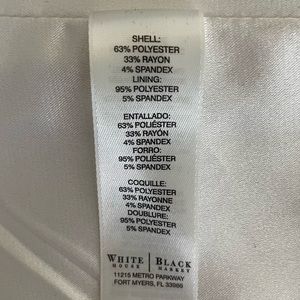 SHELL:
63% POLYESTER
33% RAYON
4% SPANDEX
LINING:
95% POLYESTER
5% SPANDEX
ENTALLADO:
63% POLIÉSTER
33% RAYÓN
4% SPANDEX
FORRO:
95% POLIÉSTER
5% SPANDEX
COQUILLE:
63% POLYESTER
33% RAYONNE
4% SPANDEX
DOUBLURE:
95% POLYESTER
5% SPANDEX
WHITE | BLACK
HOUSE | MARKET
11215 METRO PARKWAY
FORT MYERS, FL 33966